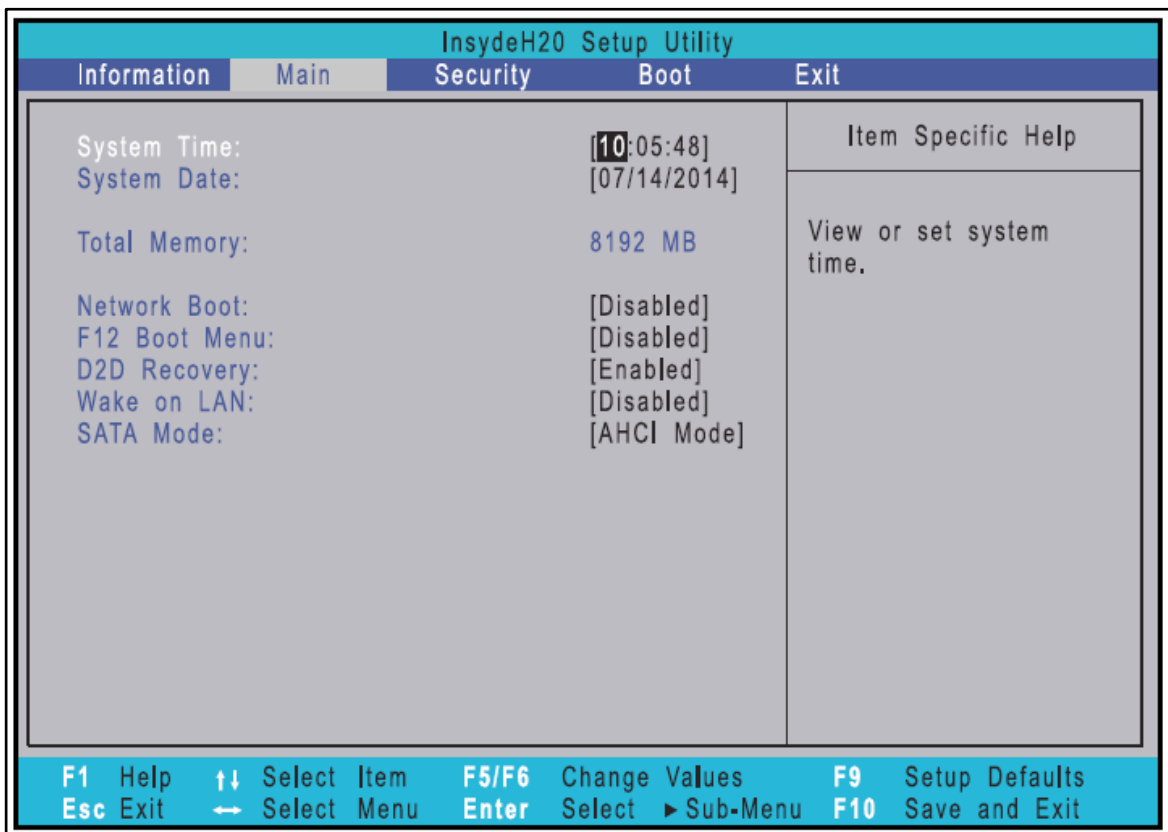 InsydeH20 Setup Utility
Information Main Security Boot Exit
System Time: [10:05:48]
System Date: [07/14/2014]
Total Memory: 8192 MB
Network Boot: [Disabled]
F12 Boot Menu: [Disabled]
D2D Recovery: [Enabled]
Wake on LAN: [Disabled]
SATA Mode: [AHCI Mode]
Item Specific Help
View or set system
time.
F1 Help ↑↓ Select Item F5/F6 Change Values F9 Setup Defaults
Esc Exit ↔ Select Menu Enter Select ►Sub-Menu F10 Save and Exit